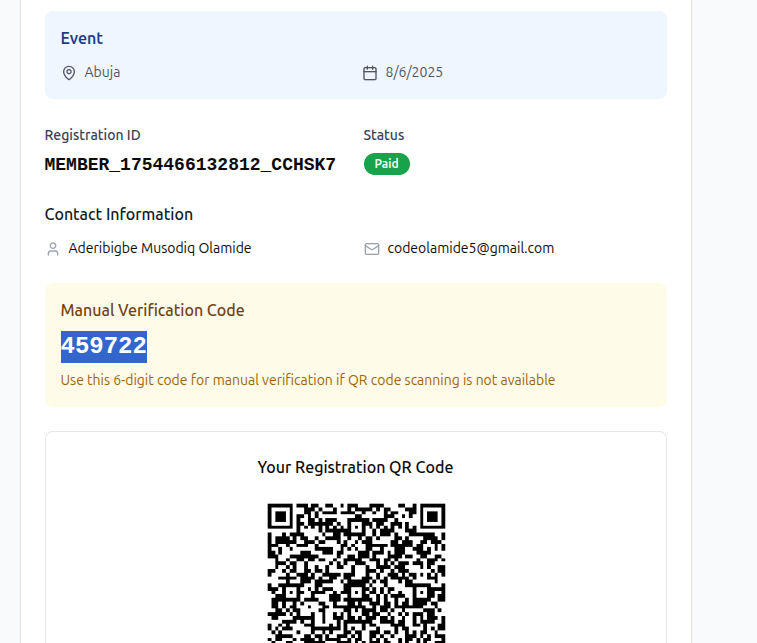 Event
Abuja 8/6/2025
Registration ID Status
MEMBER_1754466132812_CCHSK7 Paid
Contact Information
Aderibigbe Musodiq Olamide codeolamide5@gmail.com
Manual Verification Code
459722
Use this 6-digit code for manual verification if QR code scanning is not available
Your Registration QR Code